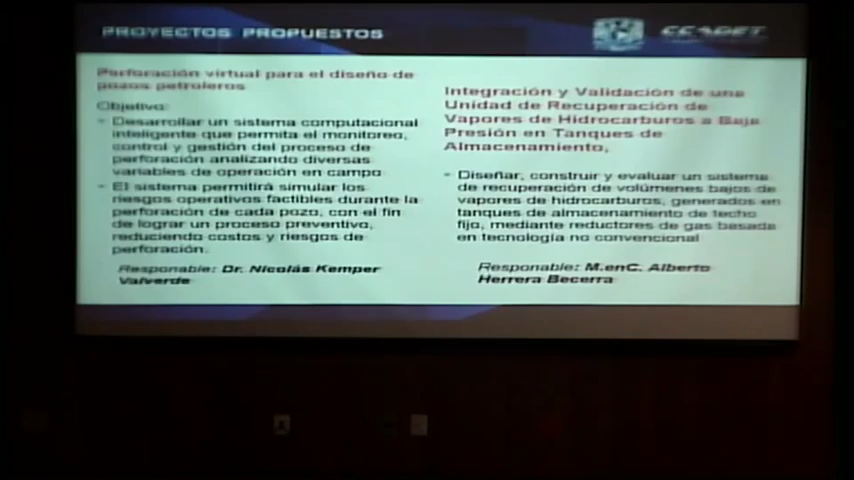 PROYECTOS PROPUESTOS
CCADET
Perforación virtual para el diseño de
pozos petroleros
Objetivo:
- Desarrollar un sistema computacional
inteligente que permita el monitoreo,
control y gestión del proceso de
perforación analizando diversas
variables de operación en campo
- El sistema permitirá simular los
riesgos operativos factibles durante la
perforación de cada pozo, con el fin
de lograr un proceso preventivo,
reduciendo costos y riesgos de
perforación.
Responable: Dr. Nicolás Kemper
Valverde
Integración y Validación de una
Unidad de Recuperación de
Vapores de Hidrocarburos a Baja
Presión en Tanques de
Almacenamiento,
- Diseñar, construir y evaluar un sistema
de recuperación de volúmenes bajos de
vapores de hidrocarburos, generados en
tanques de almacenamiento de techo
fijo, mediante reductores de gas basada
en tecnología no convencional
Responable: M.enC. Alberto
Herrera Becerra